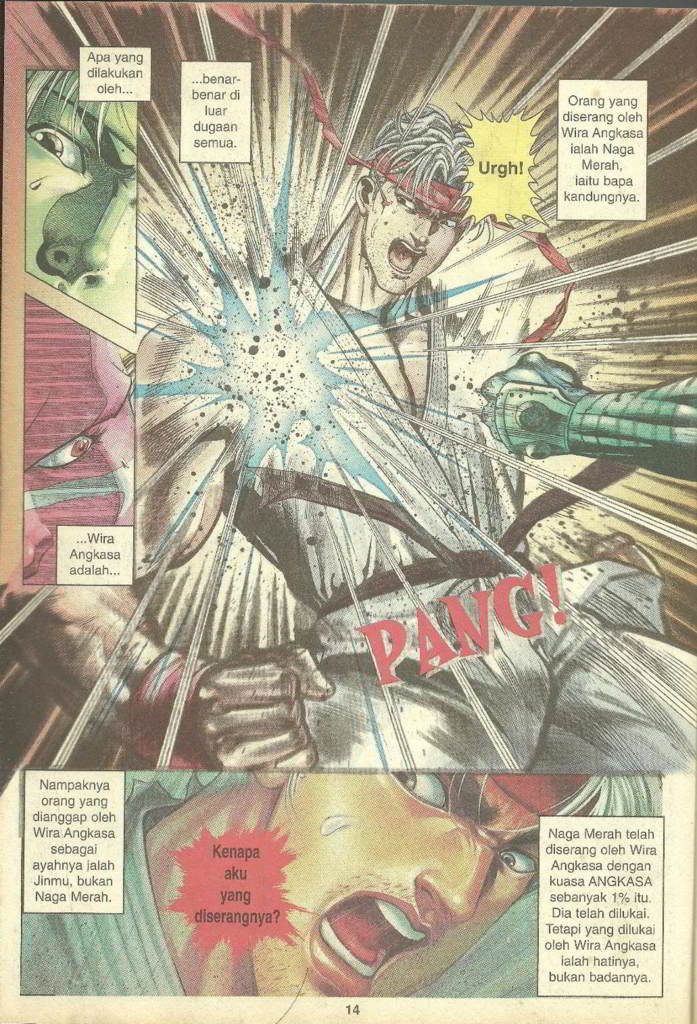 Apa yang
dilakukan
oleh...
...Wira
Angkasa
adalah...
...benar-
benar di
luar
dugaan
semua.
Urgh!
Orang yang
diserang oleh
Wira Angkasa
ialah Naga
Merah,
iaitu bapa
kandungnya.
PANG!
Nampaknya
orang yang
dianggap oleh
Wira Angkasa
sebagai
ayahnya ialah
Jinmu, bukan
Naga Merah.
Kenapa
aku
yang
diserangnya?
Naga Merah telah
diserang oleh Wira
Angkasa dengan
kuasa ANGKASA
sebanyak 1% itu.
Dia telah dilukai.
Tetapi yang dilukai
oleh Wira Angkasa
ialah hatinya,
bukan badannya.
14